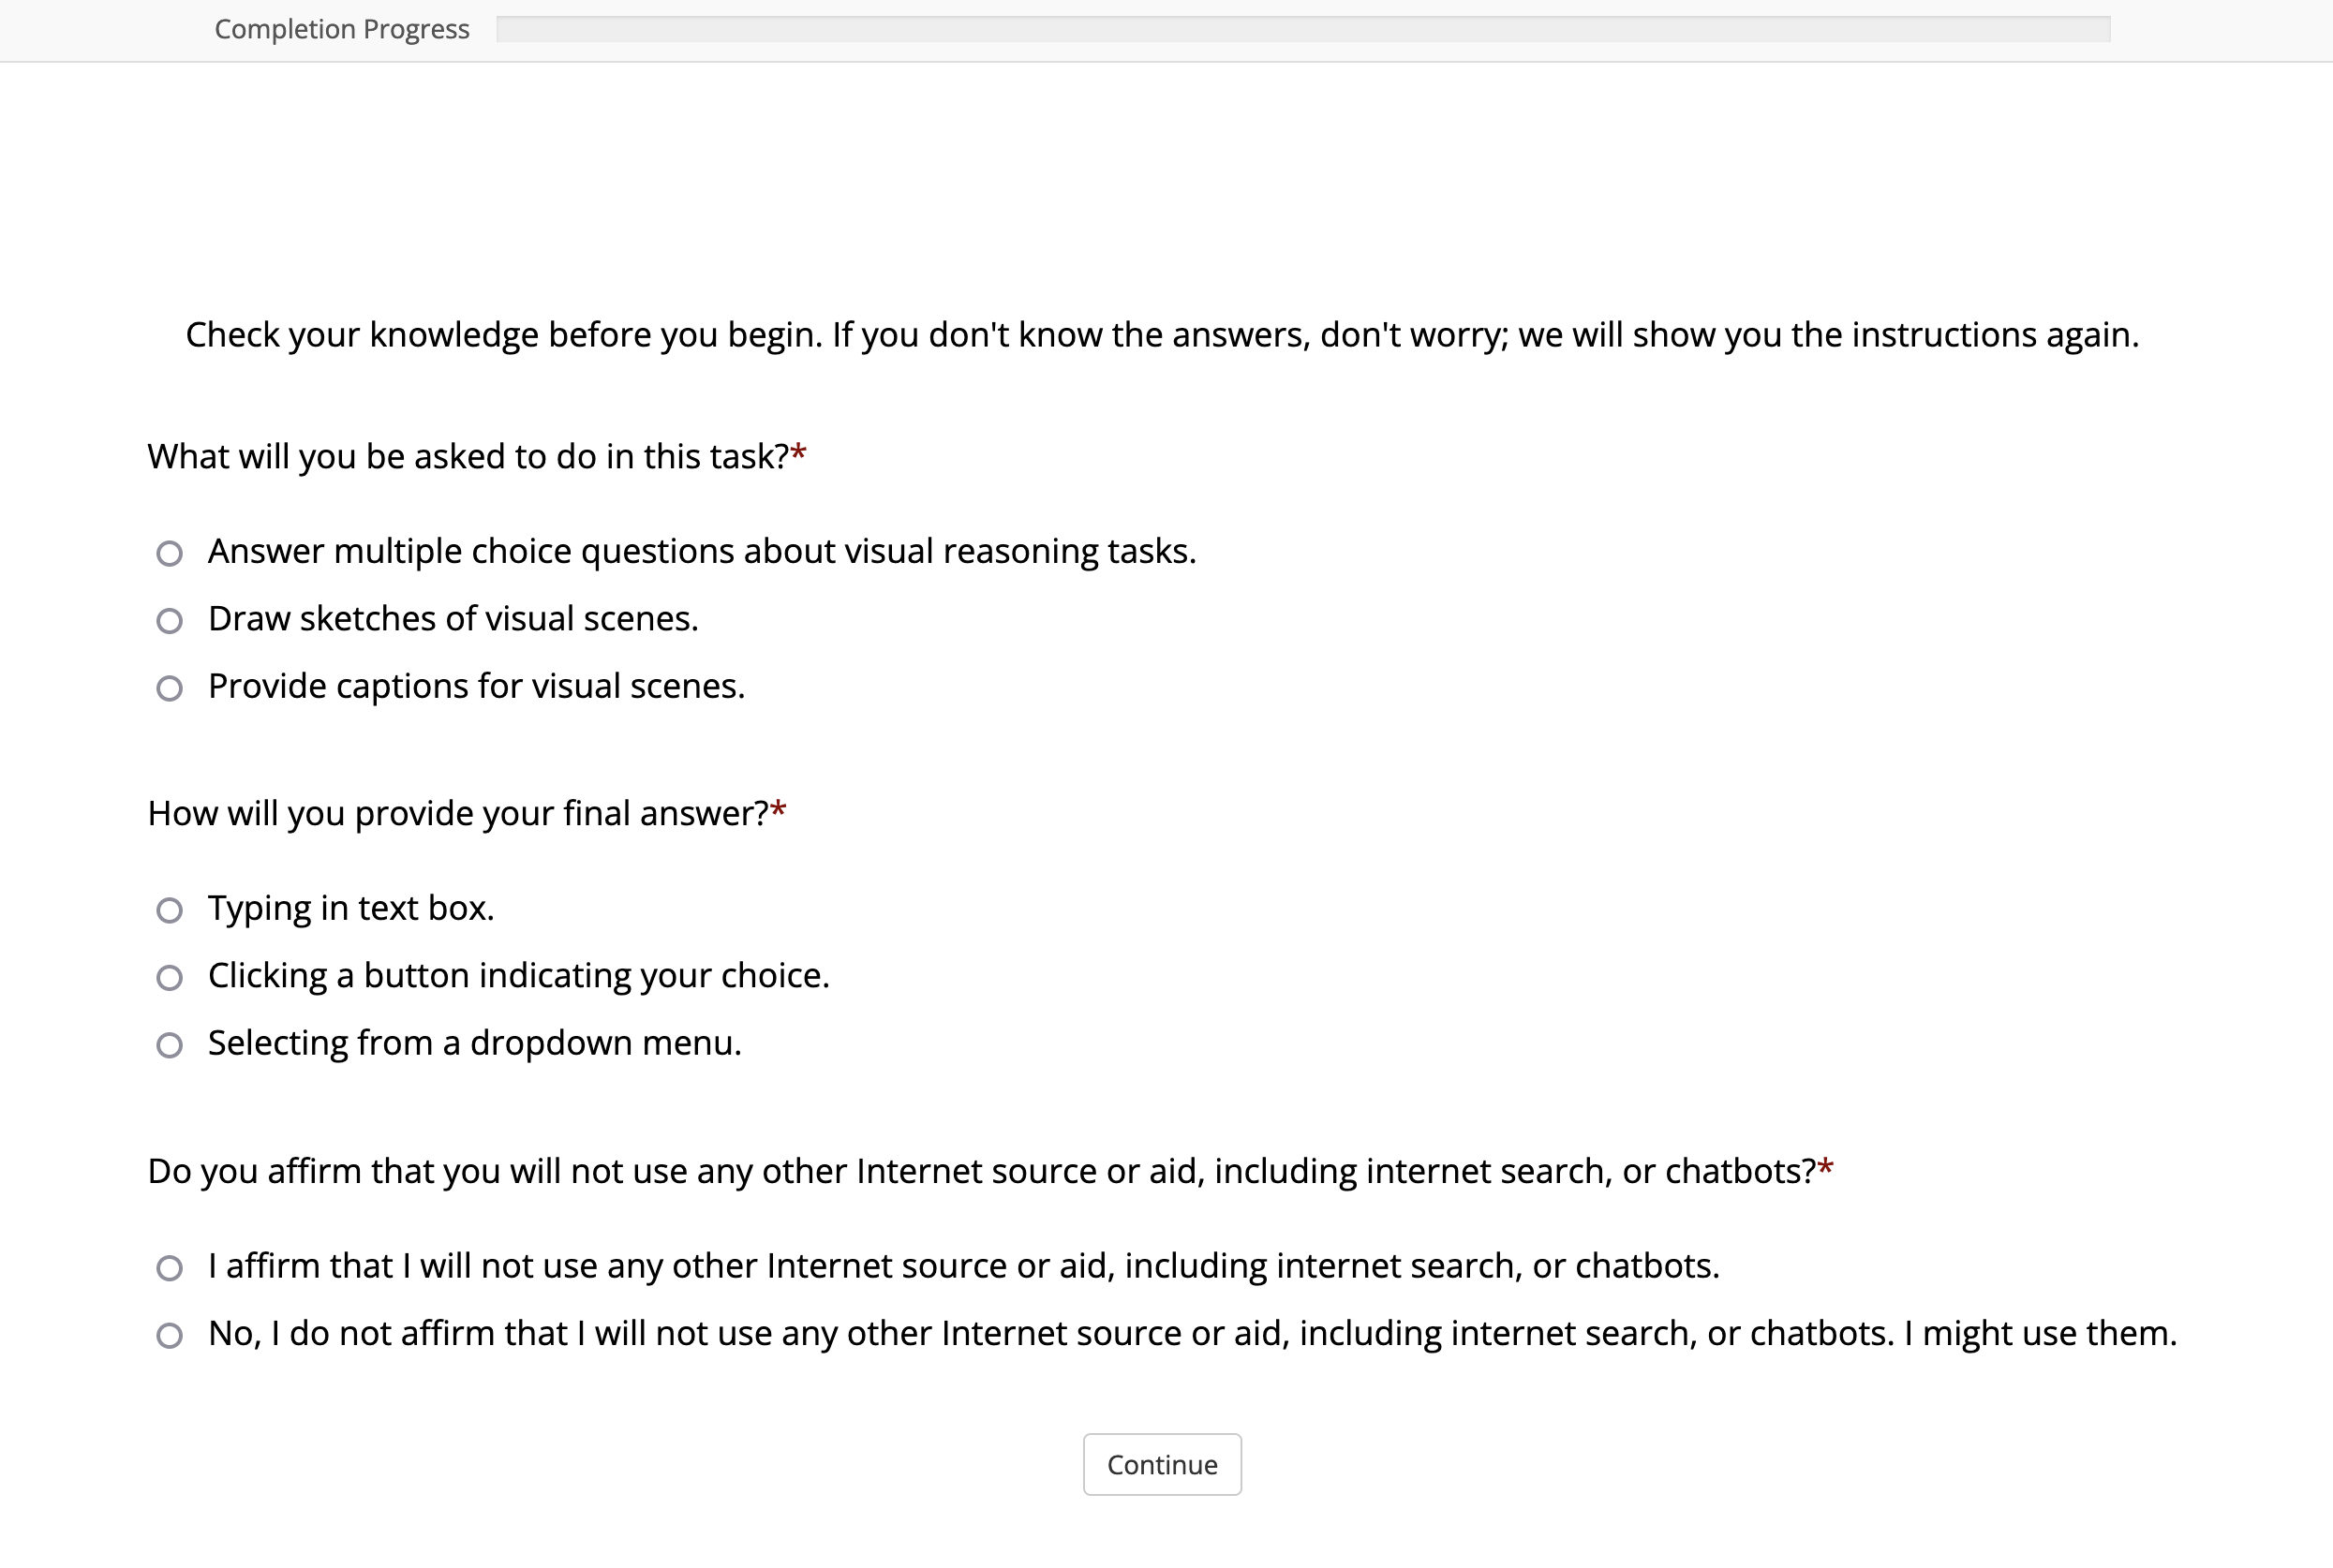 Completion Progress
Check your knowledge before you begin. If you don't know the answers, don't worry; we will show you the instructions again.
What will you be asked to do in this task?*
Answer multiple choice questions about visual reasoning tasks.
Draw sketches of visual scenes.
Provide captions for visual scenes.
How will you provide your final answer?*
Typing in text box.
Clicking a button indicating your choice.
Selecting from a dropdown menu.
Do you affirm that you will not use any other Internet source or aid, including internet search, or chatbots?*
I affirm that I will not use any other Internet source or aid, including internet search, or chatbots.
No, I do not affirm that I will not use any other Internet source or aid, including internet search, or chatbots. I might use them.
Continue